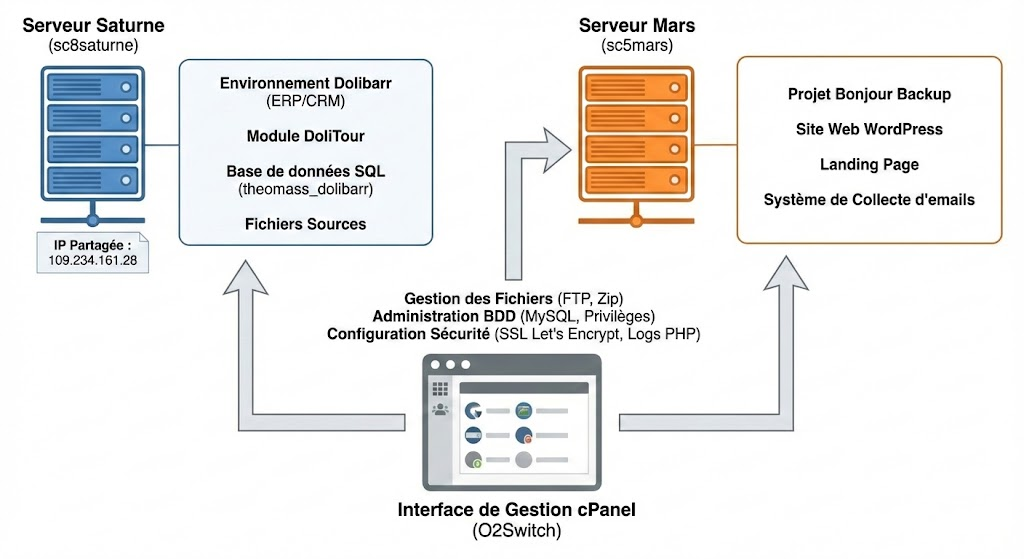 Serveur Saturne
(sc8saturne)
IP Partagée :
109.234.161.28
Environnement Dolibarr
(ERP/CRM)
Module DoliTour
Base de données SQL
(theomass_dolibarr)
Fichiers Sources
Serveur Mars
(sc5mars)
Projet Bonjour Backup
Site Web WordPress
Landing Page
Système de Collecte d'emails
Gestion des Fichiers (FTP, Zip)
Administration BDD (MySQL, Privilèges)
Configuration Sécurité (SSL Let's Encrypt, Logs PHP)
Interface de Gestion cPanel
(O2Switch)